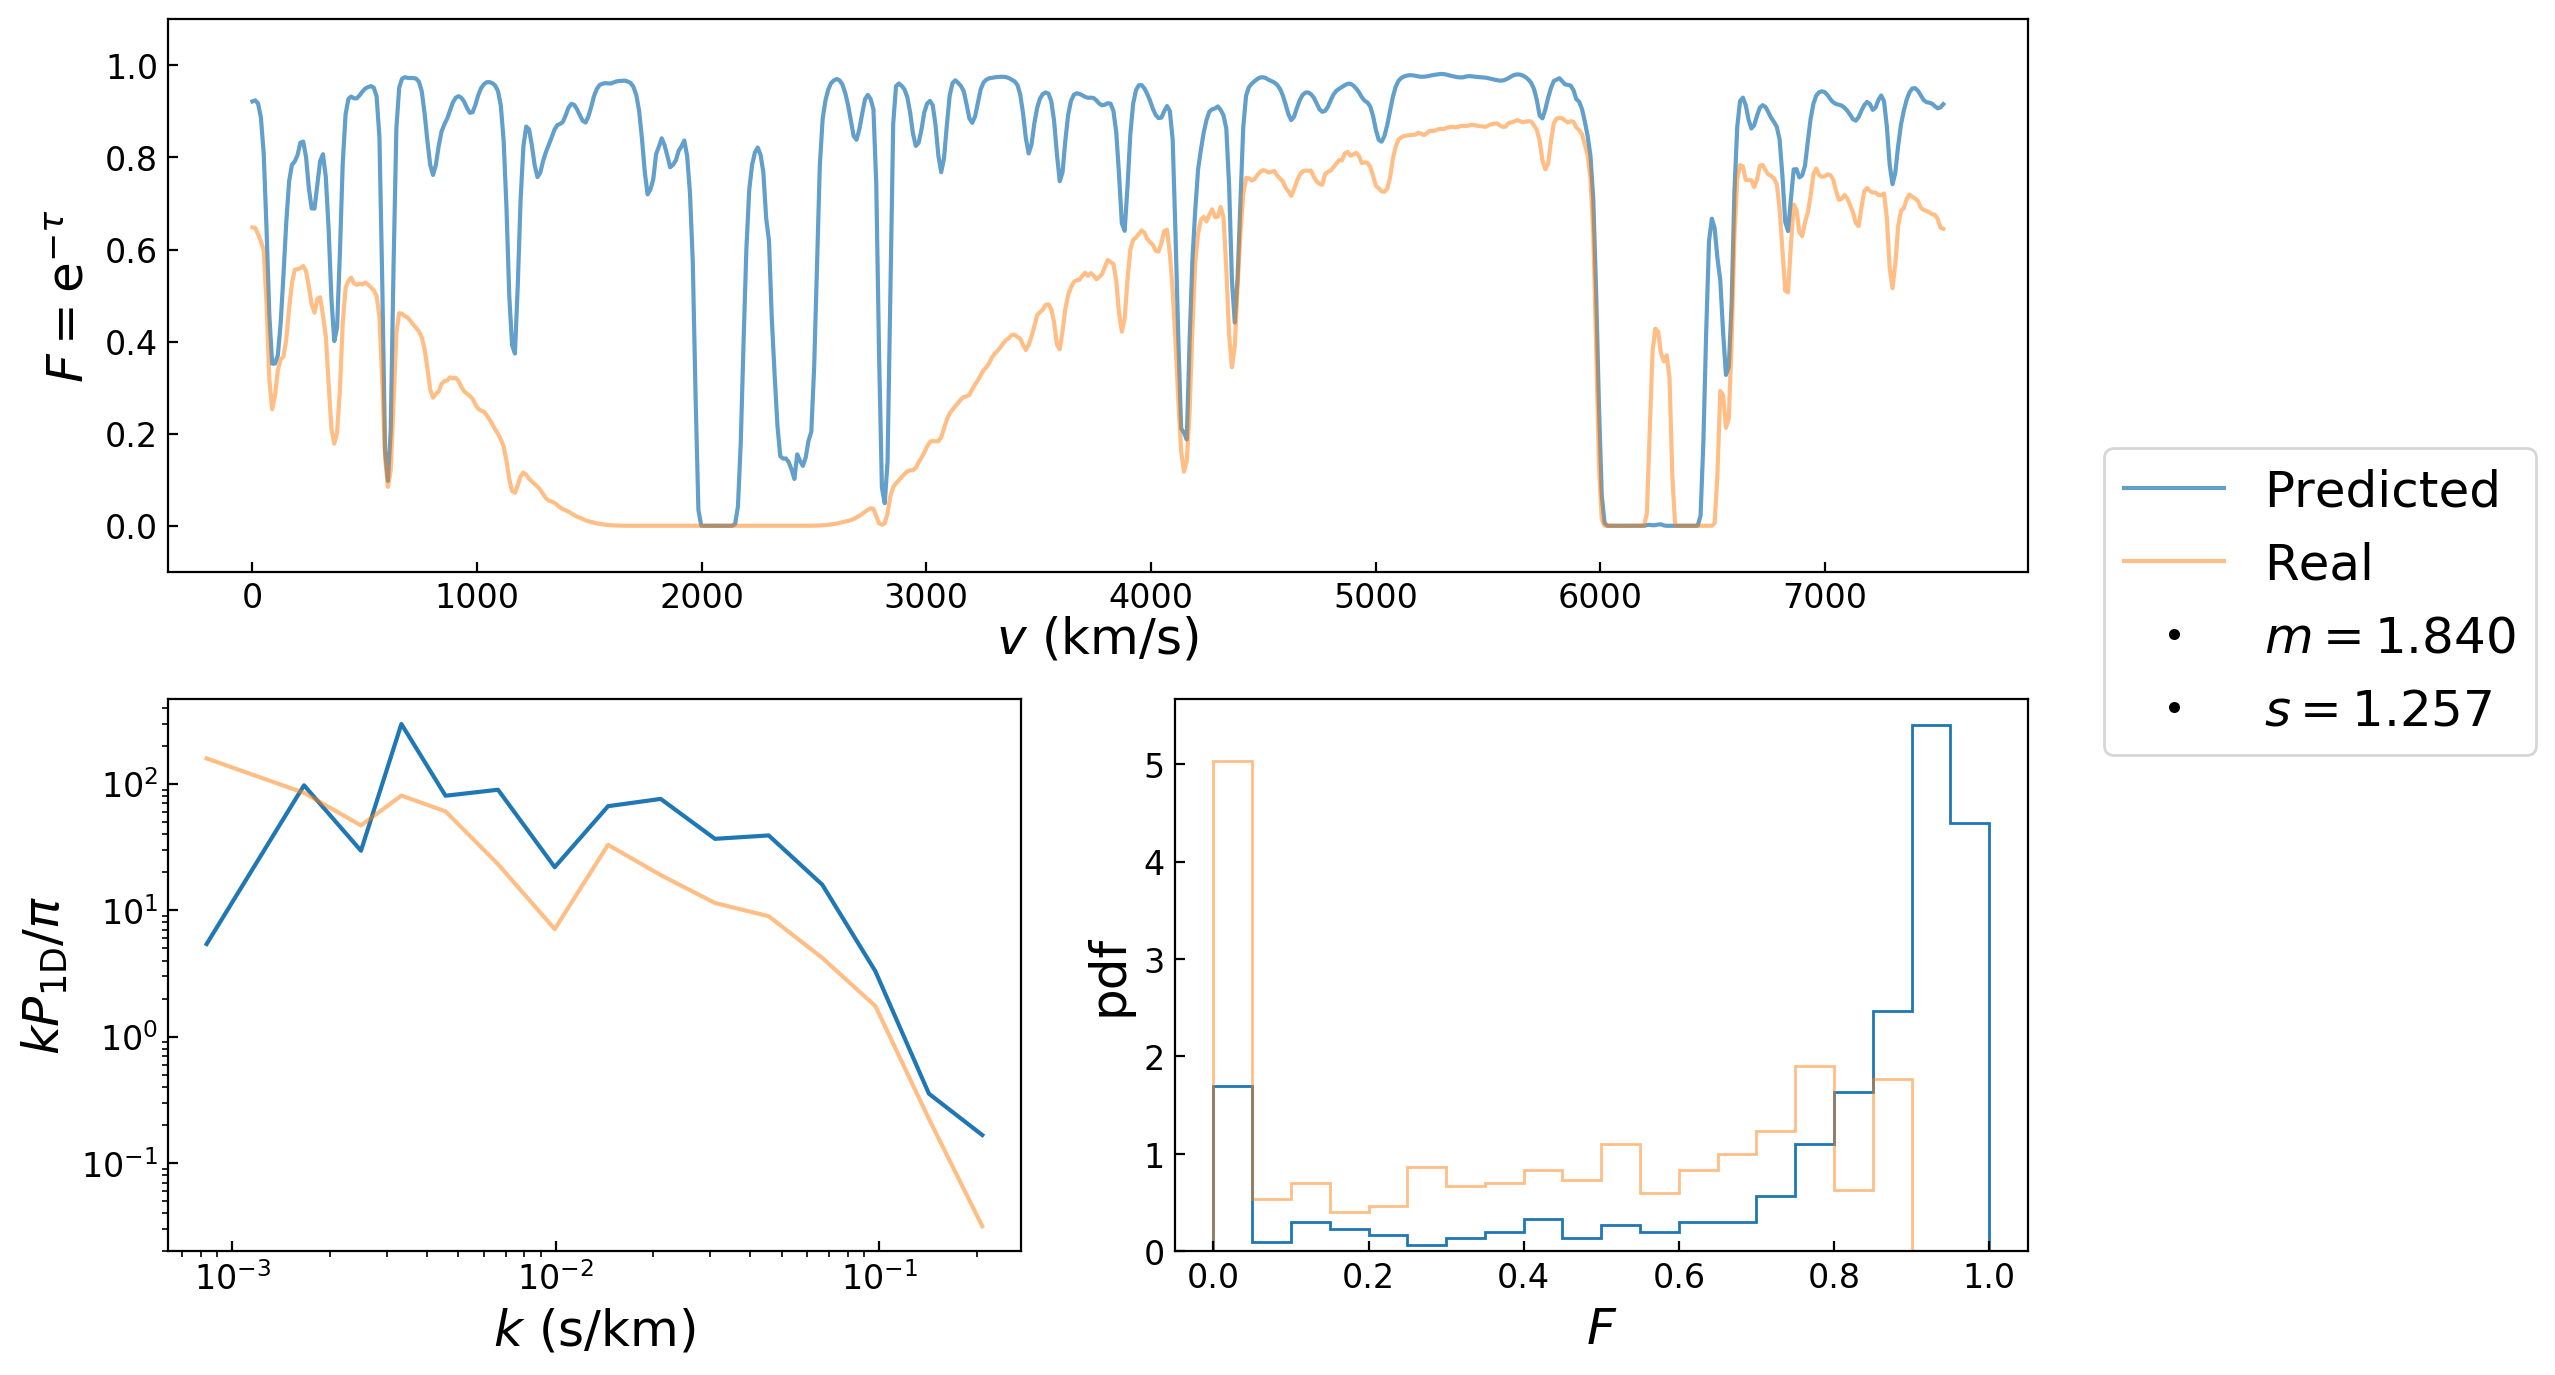 F = e^{−τ}
1.0
0.8
0.6
0.4
0.2
0.0
0 1000 2000 3000 4000 5000 6000 7000
v (km/s)
Predicted
Real
m = 1.840
s = 1.257
kP_{1D}/π
10^{2}
10^{1}
10^{0}
10^{−1}
10^{−3} 10^{−2} 10^{−1}
k (s/km)
pdf
5
4
3
2
1
0
0.0 0.2 0.4 0.6 0.8 1.0
F